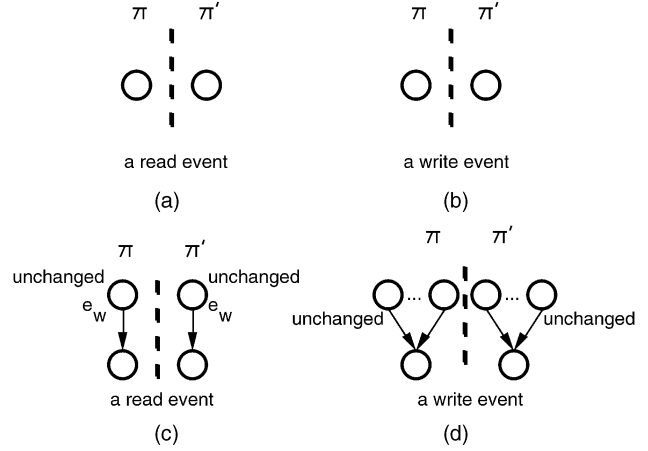 π π′ π π′
a read event a write event
(a) (b)
π π′ π π′
unchanged unchanged
e_w e_w ... ...
unchanged unchanged
a read event a write event
(c) (d)